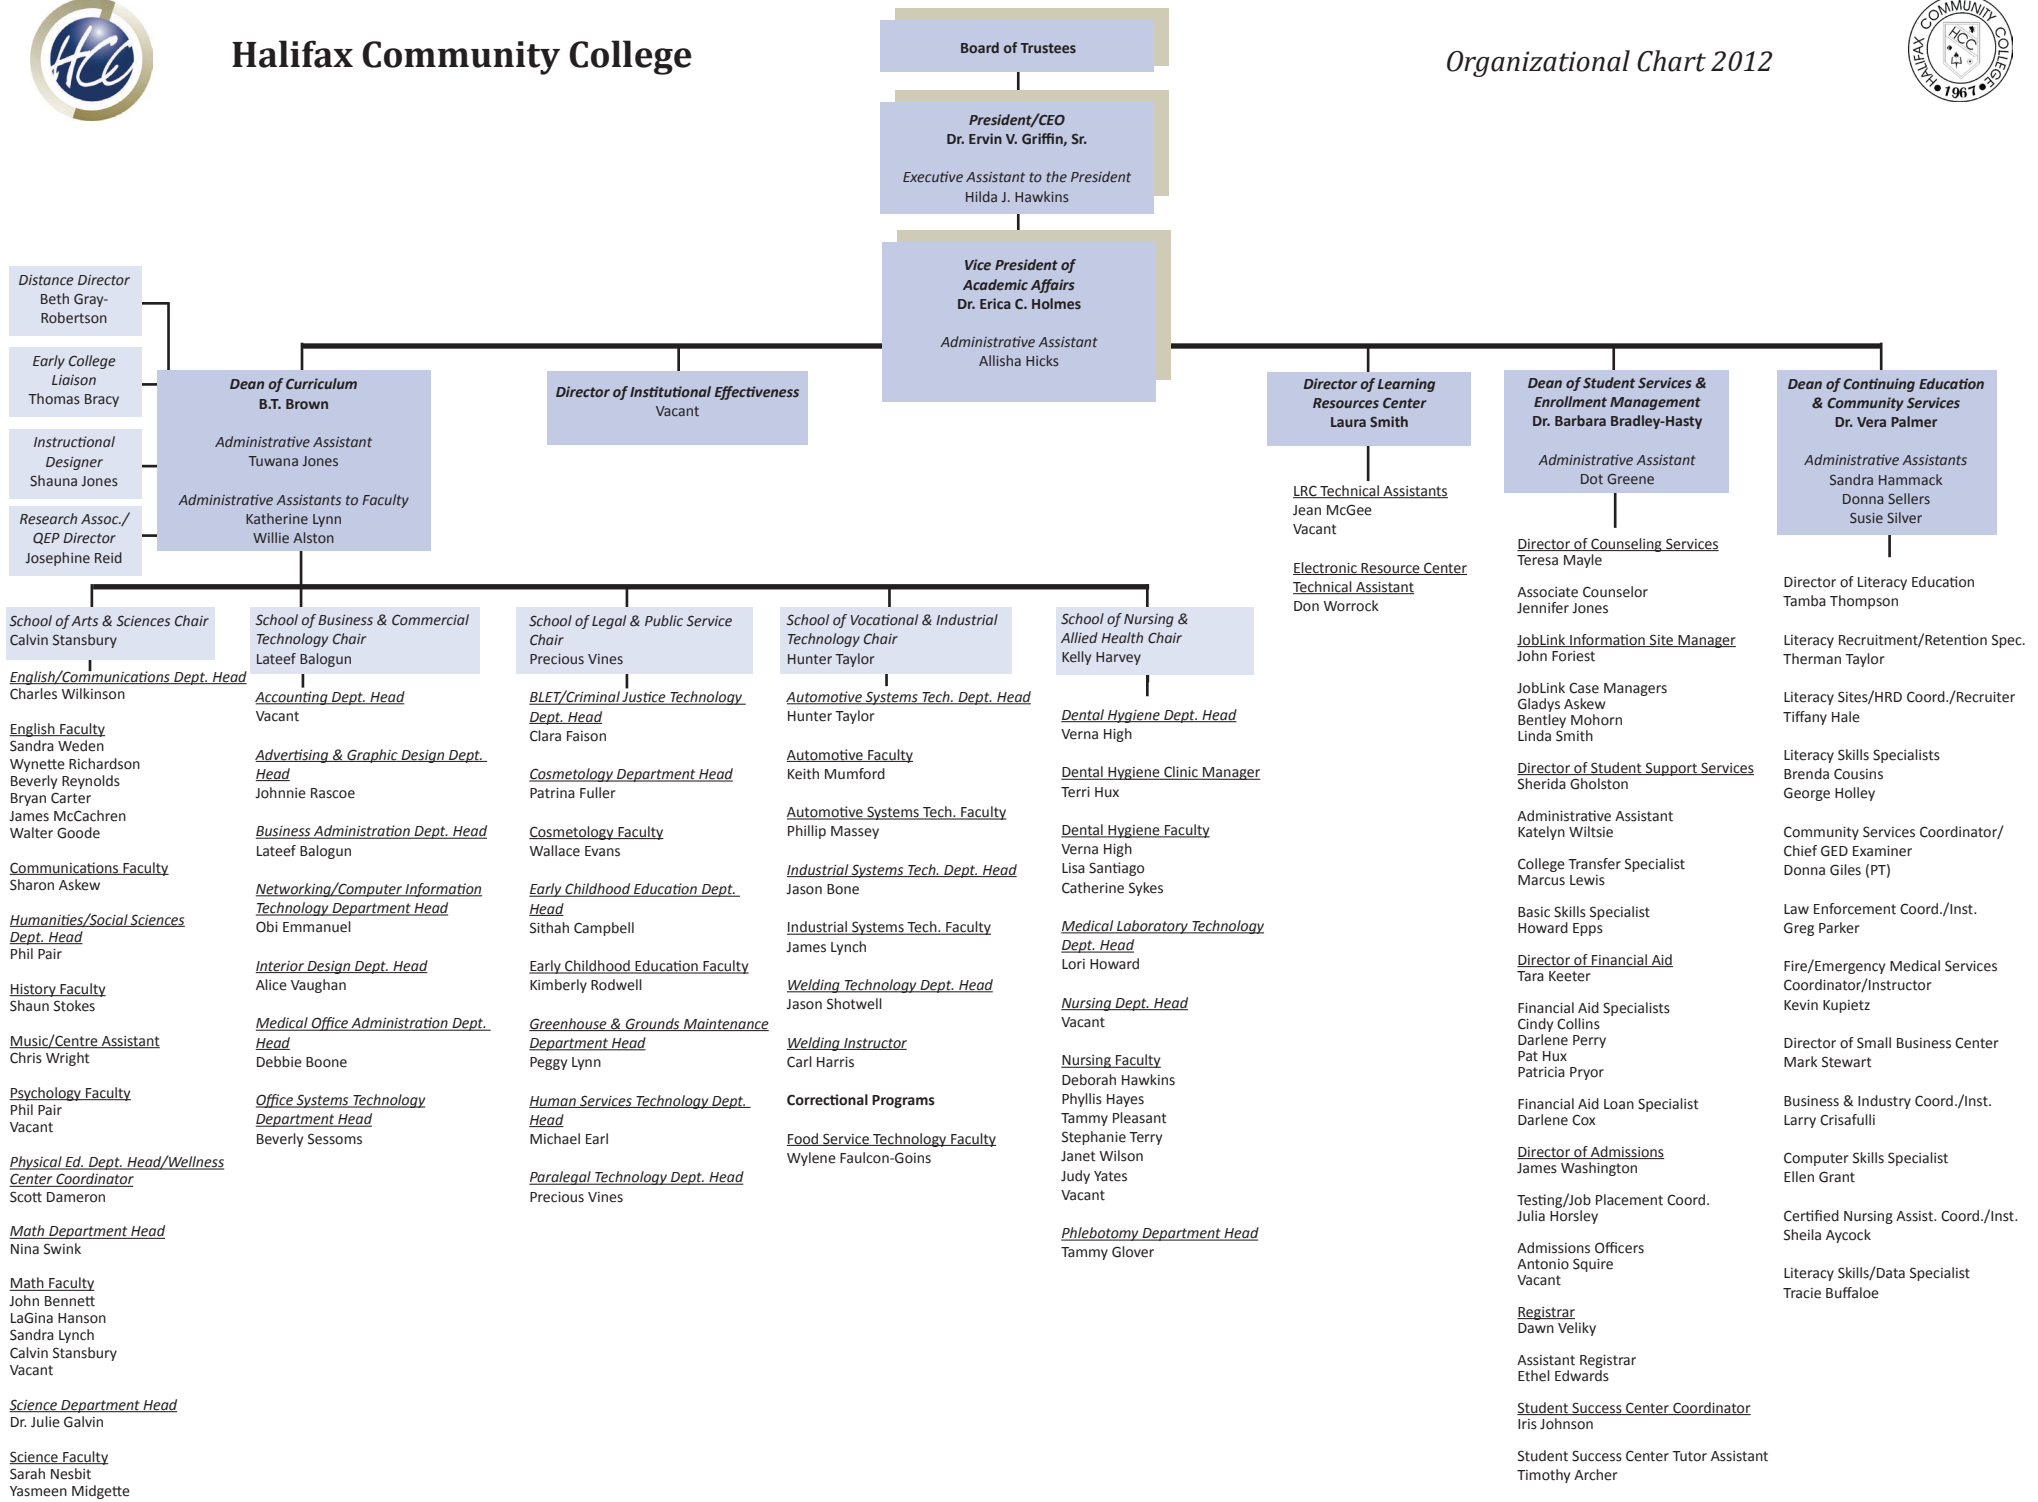 HCC
Halifax Community College
Organizational Chart 2012
HALIFAX COMMUNITY COLLEGE
HCC
1967
Board of Trustees
President/CEO
Dr. Ervin V. Griffin, Sr.
Executive Assistant to the President
Hilda J. Hawkins
Vice President of
Academic Affairs
Dr. Erica C. Holmes
Administrative Assistant
Allisha Hicks
Distance Director
Beth Gray-
Robertson
Early College
Liaison
Thomas Bracy
Instructional
Designer
Shauna Jones
Research Assoc./
QEP Director
Josephine Reid
Dean of Curriculum
B.T. Brown
Administrative Assistant
Tuwana Jones
Administrative Assistants to Faculty
Katherine Lynn
Willie Alston
Director of Institutional Effectiveness
Vacant
Director of Learning
Resources Center
Laura Smith
LRC Technical Assistants
Jean McGee
Vacant
Electronic Resource Center
Technical Assistant
Don Worrock
Dean of Student Services &
Enrollment Management
Dr. Barbara Bradley-Hasty
Administrative Assistant
Dot Greene
Director of Counseling Services
Teresa Mayle
Associate Counselor
Jennifer Jones
JobLink Information Site Manager
John Foriest
JobLink Case Managers
Gladys Askew
Bentley Mohorn
Linda Smith
Director of Student Support Services
Sherida Gholston
Administrative Assistant
Katelyn Wiltsie
College Transfer Specialist
Marcus Lewis
Basic Skills Specialist
Howard Epps
Director of Financial Aid
Tara Keeter
Financial Aid Specialists
Cindy Collins
Darlene Perry
Pat Hux
Patricia Pryor
Financial Aid Loan Specialist
Darlene Cox
Director of Admissions
James Washington
Testing/Job Placement Coord.
Julia Horsley
Admissions Officers
Antonio Squire
Vacant
Registrar
Dawn Veliky
Assistant Registrar
Ethel Edwards
Student Success Center Coordinator
Iris Johnson
Student Success Center Tutor Assistant
Timothy Archer
Dean of Continuing Education
& Community Services
Dr. Vera Palmer
Administrative Assistants
Sandra Hammack
Donna Sellers
Susie Silver
Director of Literacy Education
Tamba Thompson
Literacy Recruitment/Retention Spec.
Therman Taylor
Literacy Sites/HRD Coord./Recruiter
Tiffany Hale
Literacy Skills Specialists
Brenda Cousins
George Holley
Community Services Coordinator/
Chief GED Examiner
Donna Giles (PT)
Law Enforcement Coord./Inst.
Greg Parker
Fire/Emergency Medical Services
Coordinator/Instructor
Kevin Kupietz
Director of Small Business Center
Mark Stewart
Business & Industry Coord./Inst.
Larry Crisafulli
Computer Skills Specialist
Ellen Grant
Certified Nursing Assist. Coord./Inst.
Sheila Aycock
Literacy Skills/Data Specialist
Tracie Buffaloe
School of Arts & Sciences Chair
Calvin Stansbury
English/Communications Dept. Head
Charles Wilkinson
English Faculty
Sandra Weden
Wynette Richardson
Beverly Reynolds
Bryan Carter
James McCachren
Walter Goode
Communications Faculty
Sharon Askew
Humanities/Social Sciences
Dept. Head
Phil Pair
History Faculty
Shaun Stokes
Music/Centre Assistant
Chris Wright
Psychology Faculty
Phil Pair
Vacant
Physical Ed. Dept. Head/Wellness
Center Coordinator
Scott Dameron
Math Department Head
Nina Swink
Math Faculty
John Bennett
LaGina Hanson
Sandra Lynch
Calvin Stansbury
Vacant
Science Department Head
Dr. Julie Galvin
Science Faculty
Sarah Nesbit
Yasmeen Midgette
School of Business & Commercial
Technology Chair
Lateef Balogun
Accounting Dept. Head
Vacant
Advertising & Graphic Design Dept.
Head
Johnnie Rascoe
Business Administration Dept. Head
Lateef Balogun
Networking/Computer Information
Technology Department Head
Obi Emmanuel
Interior Design Dept. Head
Alice Vaughan
Medical Office Administration Dept.
Head
Debbie Boone
Office Systems Technology
Department Head
Beverly Sessoms
School of Legal & Public Service
Chair
Precious Vines
BLET/Criminal Justice Technology
Dept. Head
Clara Faison
Cosmetology Department Head
Patrina Fuller
Cosmetology Faculty
Wallace Evans
Early Childhood Education Dept.
Head
Sithah Campbell
Early Childhood Education Faculty
Kimberly Rodwell
Greenhouse & Grounds Maintenance
Department Head
Peggy Lynn
Human Services Technology Dept.
Head
Michael Earl
Paralegal Technology Dept. Head
Precious Vines
School of Vocational & Industrial
Technology Chair
Hunter Taylor
Automotive Systems Tech. Dept. Head
Hunter Taylor
Automotive Faculty
Keith Mumford
Automotive Systems Tech. Faculty
Phillip Massey
Industrial Systems Tech. Dept. Head
Jason Bone
Industrial Systems Tech. Faculty
James Lynch
Welding Technology Dept. Head
Jason Shotwell
Welding Instructor
Carl Harris
Correctional Programs
Food Service Technology Faculty
Wylene Faulcon-Goins
School of Nursing &
Allied Health Chair
Kelly Harvey
Dental Hygiene Dept. Head
Verna High
Dental Hygiene Clinic Manager
Terri Hux
Dental Hygiene Faculty
Verna High
Lisa Santiago
Catherine Sykes
Medical Laboratory Technology
Dept. Head
Lori Howard
Nursing Dept. Head
Vacant
Nursing Faculty
Deborah Hawkins
Phyllis Hayes
Tammy Pleasant
Stephanie Terry
Janet Wilson
Judy Yates
Vacant
Phlebotomy Department Head
Tammy Glover